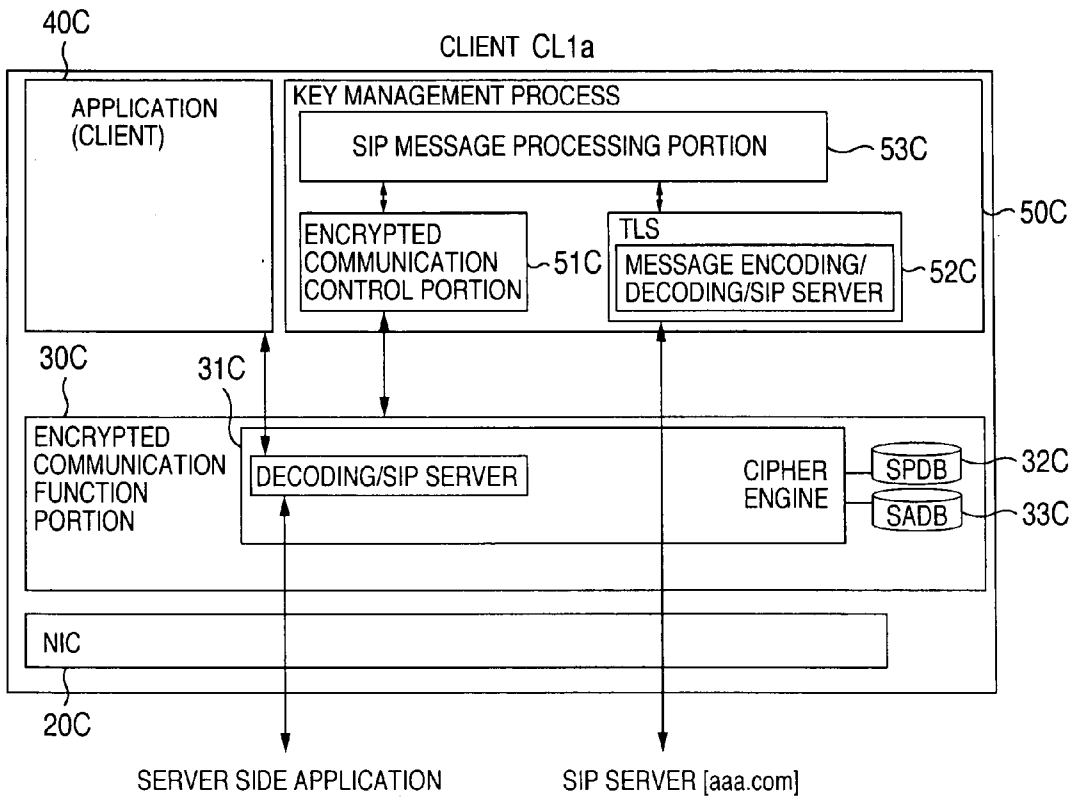 40C
CLIENT CL1a
APPLICATION
(CLIENT)
KEY MANAGEMENT PROCESS
SIP MESSAGE PROCESSING PORTION
53C
50C
ENCRYPTED
COMMUNICATION
CONTROL PORTION
51C
TLS
MESSAGE ENCODING/
DECODING/SIP SERVER
52C
30C
31C
ENCRYPTED
COMMUNICATION
FUNCTION
PORTION
DECODING/SIP SERVER
CIPHER
ENGINE
SPDB
32C
SADB
33C
NIC
20C
SERVER SIDE APPLICATION
SIP SERVER [aaa.com]